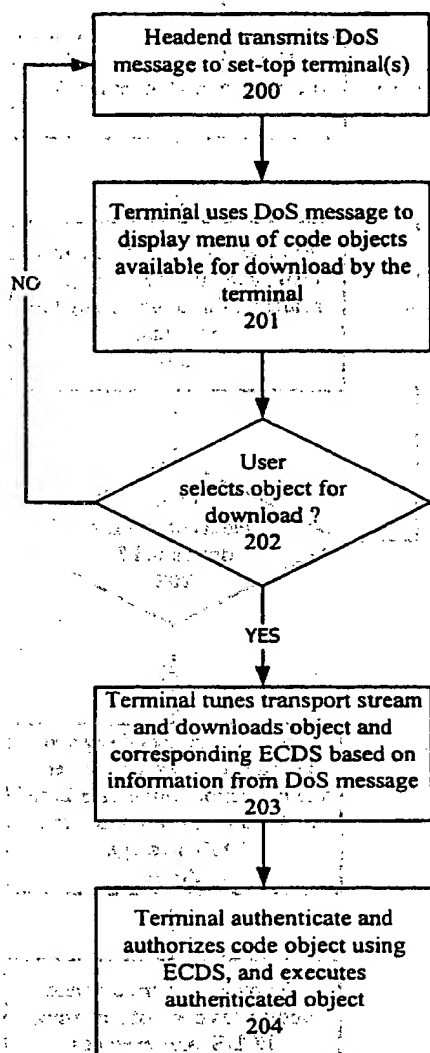 Headend transmits DoS
message to set-top terminal(s)
200
Terminal uses DoS message to
display menu of code objects
available for download by the
terminal
201
NO
User
selects object for
download ?
202
YES
Terminal tunes transport stream
and downloads object and
corresponding ECDS based on
information from DoS message
203
Terminal authenticate and
authorizes code object using
ECDS, and executes
authenticated object
204